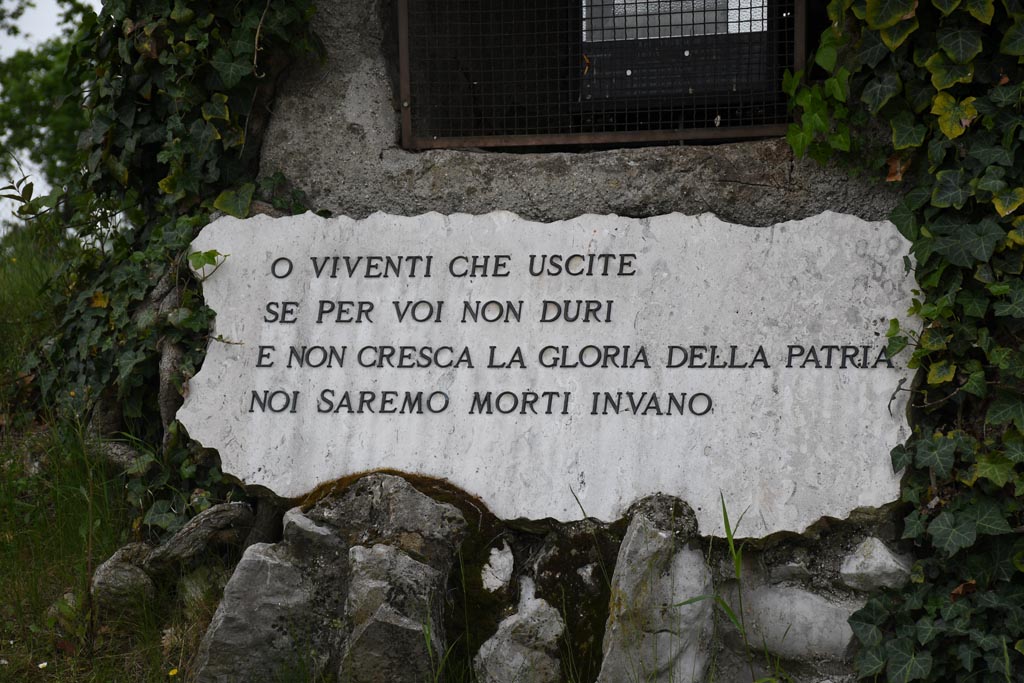 O VIVENTI CHE USCITE
SE PER VOI NON DURI
E NON CRESCA LA GLORIA DELLA PATRIA
NOI SAREMO MORTI INVANO